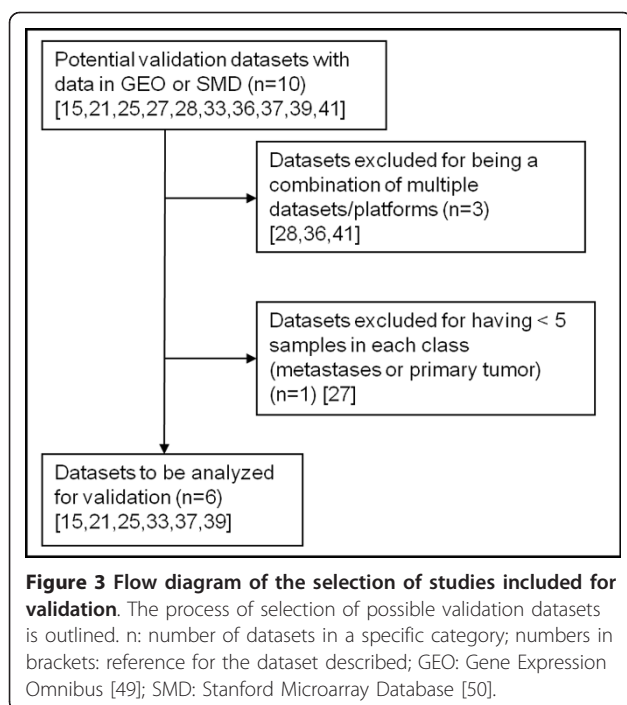 Potential validation datasets with
data in GEO or SMD (n=10)
[15,21,25,27,28,33,36,37,39,41]
Datasets excluded for being a
combination of multiple
datasets/platforms (n=3)
[28,36,41]
Datasets excluded for having < 5
samples in each class
(metastases or primary tumor)
(n=1) [27]
Datasets to be analyzed
for validation (n=6)
[15,21,25,33,37,39]
Figure 3 Flow diagram of the selection of studies included for
validation. The process of selection of possible validation datasets
is outlined. n: number of datasets in a specific category; numbers in
brackets: reference for the dataset described; GEO: Gene Expression
Omnibus [49]; SMD: Stanford Microarray Database [50].